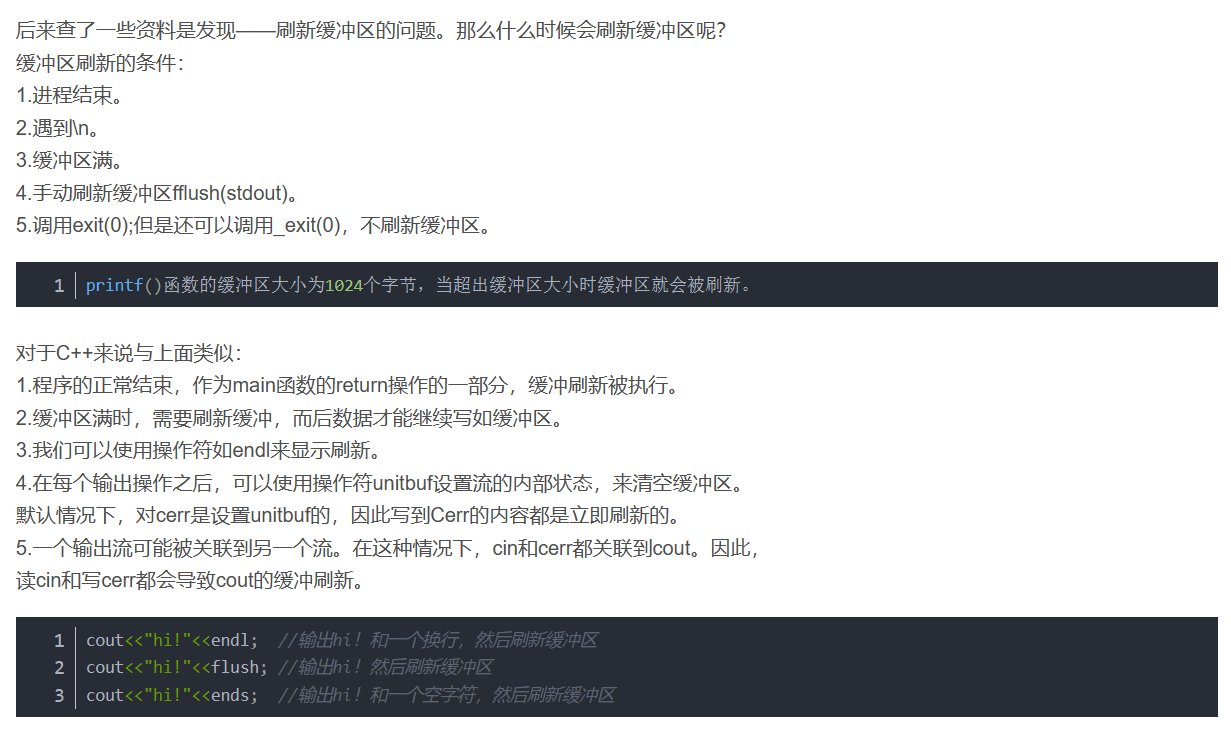 后来查了一些资料是发现——刷新缓冲区的问题。那么什么时候会刷新缓冲区呢?
缓冲区刷新的条件：
1.进程结束。
2.遇到\n。
3.缓冲区满。
4.手动刷新缓冲区fflush(stdout)。
5.调用exit(0);但是还可以调用_exit(0)，不刷新缓冲区。
1 printf()函数的缓冲区大小为1024个字节，当超出缓冲区大小时缓冲区就会被刷新。
对于C++来说与上面类似：
1.程序的正常结束，作为main函数的return操作的一部分，缓冲刷新被执行。
2.缓冲区满时，需要刷新缓冲，而后数据才能继续写如缓冲区。
3.我们可以使用操作符如endl来显示刷新。
4.在每个输出操作之后，可以使用操作符unitbuf设置流的内部状态，来清空缓冲区。
默认情况下，对cerr是设置unitbuf的，因此写到Cerr的内容都是立即刷新的。
5.一个输出流可能被关联到另一个流。在这种情况下，cin和cerr都关联到cout。因此，
读cin和写cerr都会导致cout的缓冲刷新。
1 cout<<"hi!"<<endl; //输出hi! 和一个换行，然后刷新缓冲区
2 cout<<"hi!"<<flush; //输出hi! 然后刷新缓冲区
3 cout<<"hi!"<<ends; //输出hi! 和一个空字符，然后刷新缓冲区